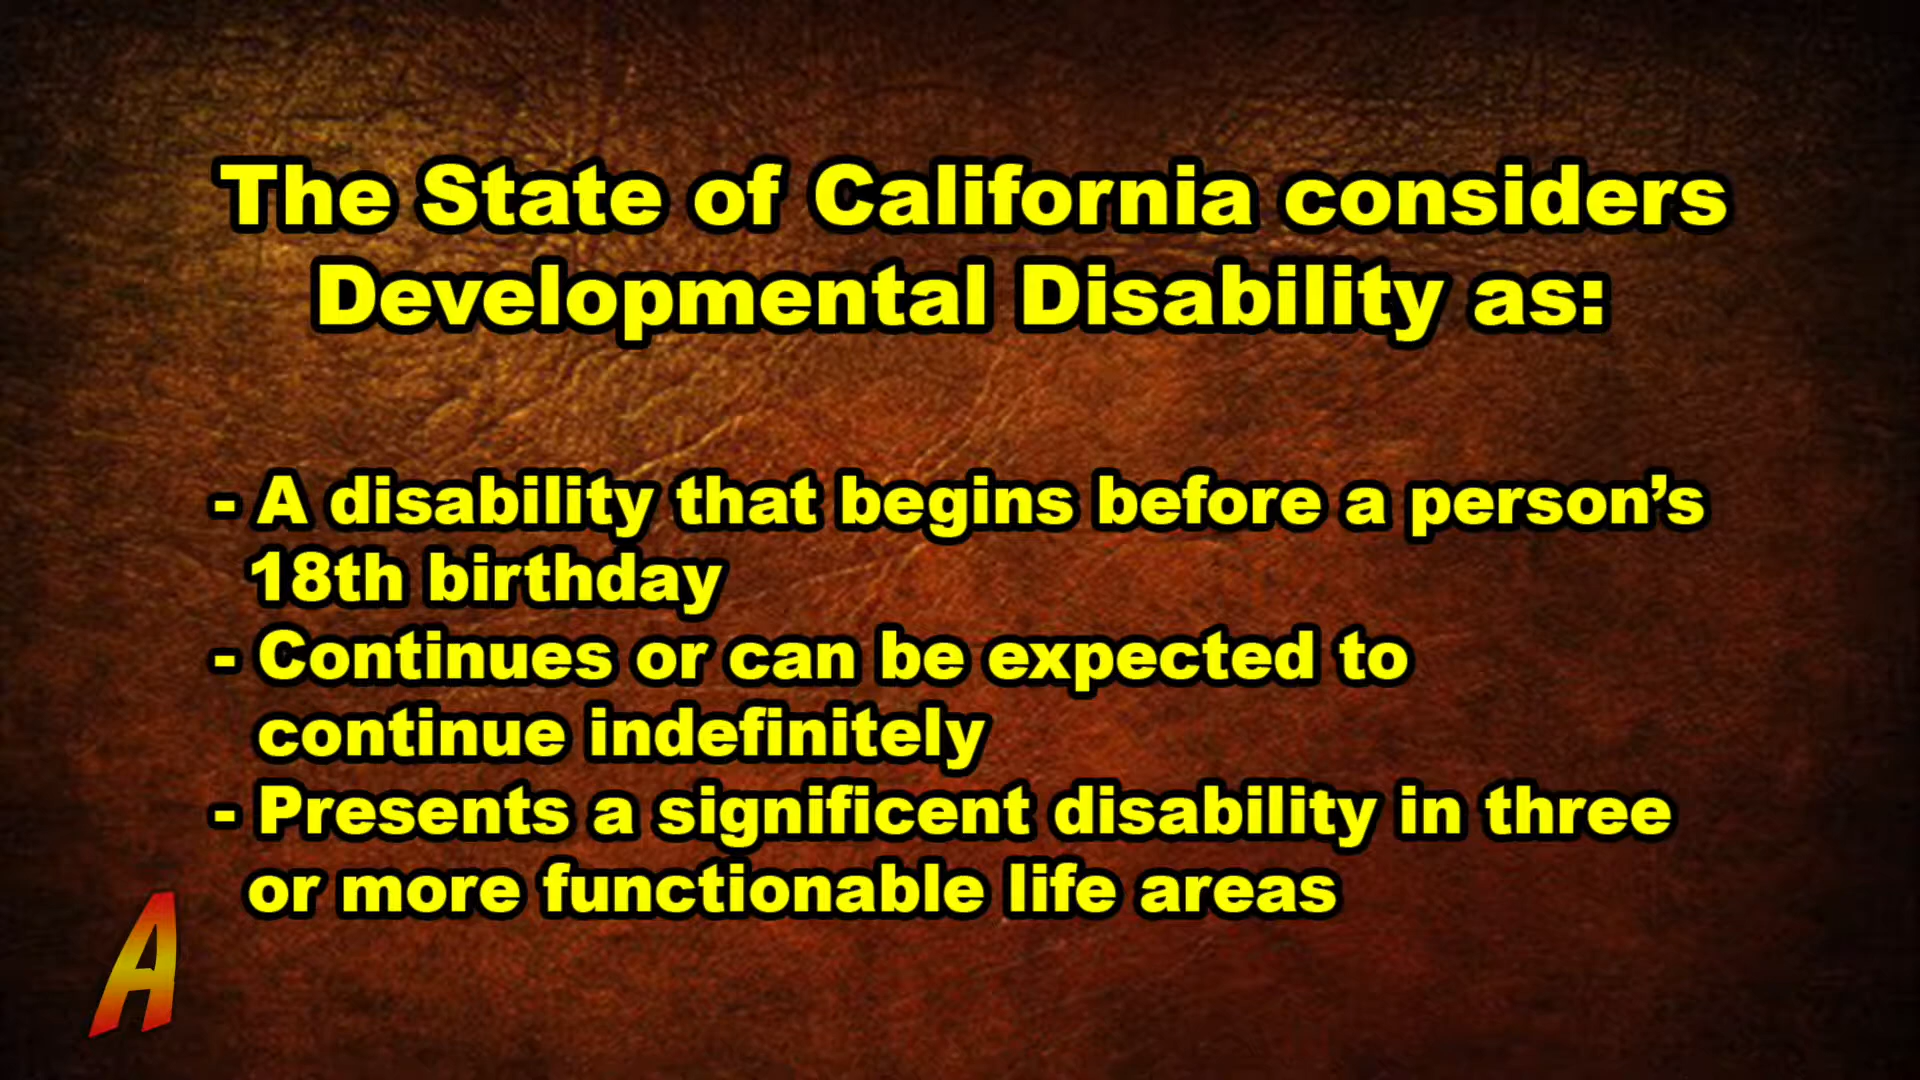 The State of California considers
Developmental Disability as:
- A disability that begins before a person’s
18th birthday
- Continues or can be expected to
continue indefinitely
- Presents a significent disability in three
or more functionable life areas
A